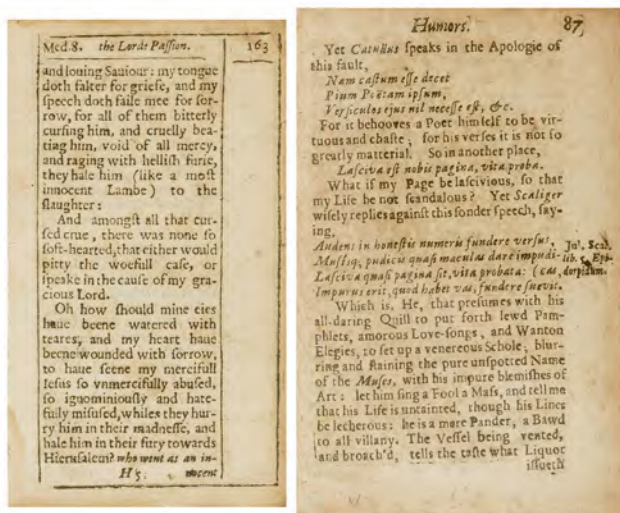 Med. 8. the Lords Passion. 163
and louing Sauiour: my tongue
doth falter for griefe, and my
speech doth faile mee for sor-
row, for all of them bitterly
cursing him, and cruelly bea-
ting him, void of all mercy,
and raging with hellish furie,
they hale him (like a most
innocent Lambe) to the
slaughter:
And amongst all that cur-
sed crue, there was none so
soft-hearted, that either would
pitty the woefull case, or
speake in the cause of my gra-
cious Lord.
Oh how should mine eies
haue beene watered with
teares, and my heart haue
beene wounded with sorrow,
to haue seene my mercifull
Iesus so vnmercifully abused,
so ignominiously and hate-
fully misused, whiles they hur-
ry him in their madnesse, and
hale him in their fury towards
Hierusalem? who went as an in-
H 5. nocent
Humors. 87
Yet Catullus speaks in the Apologie of
this fault,
Nam castum esse decet
Pium Poëtam ipsum,
Versiculos ejus nil necesse est, &c.
For it behooves a Poet himself to be vir-
tuous and chaste; for his verses it is not so
greatly matterial. So in another place,
Lasciva est nobis pagina, vita proba.
What if my Page be lascivious, so that
my Life be not scandalous? Yet Scaliger
wisely replies against this fonder speech, say-
ing,
Audens in honestis numeris fundere versus,
Musisq; pudicis quasi maculas dare impudi-
Lasciva quasi pagina sit, vita probata: (cas,
Impurus erit, quod habet vas, fundere suevit.
Jul. Scal.
lib. Epi-
dorpidum.
Which is, He, that presumes with his
all-daring Quill to put forth lewd Pam-
phlets, amorous Love-songs, and Wanton
Elegies, to set up a venereous Schole, blur-
ring and staining the pure unspotted Name
of the Muses, with his impure blemishes of
Art: let him sing a Fool a Mass, and tell me
that his Life is untainted, though his Lines
be lecherous: he is a mere Pander, a Bawd
to all villany. The Vessel being vented,
and broach'd, tells the taste what Liquor
issueth